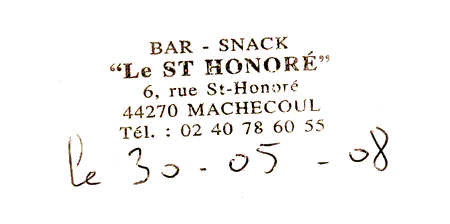 BAR - SNACK
"Le ST HONORÉ"
6, rue St-Honoré
44270 MACHECOUL
Tél. : 02 40 78 60 55
Le 30 - 05 - 08